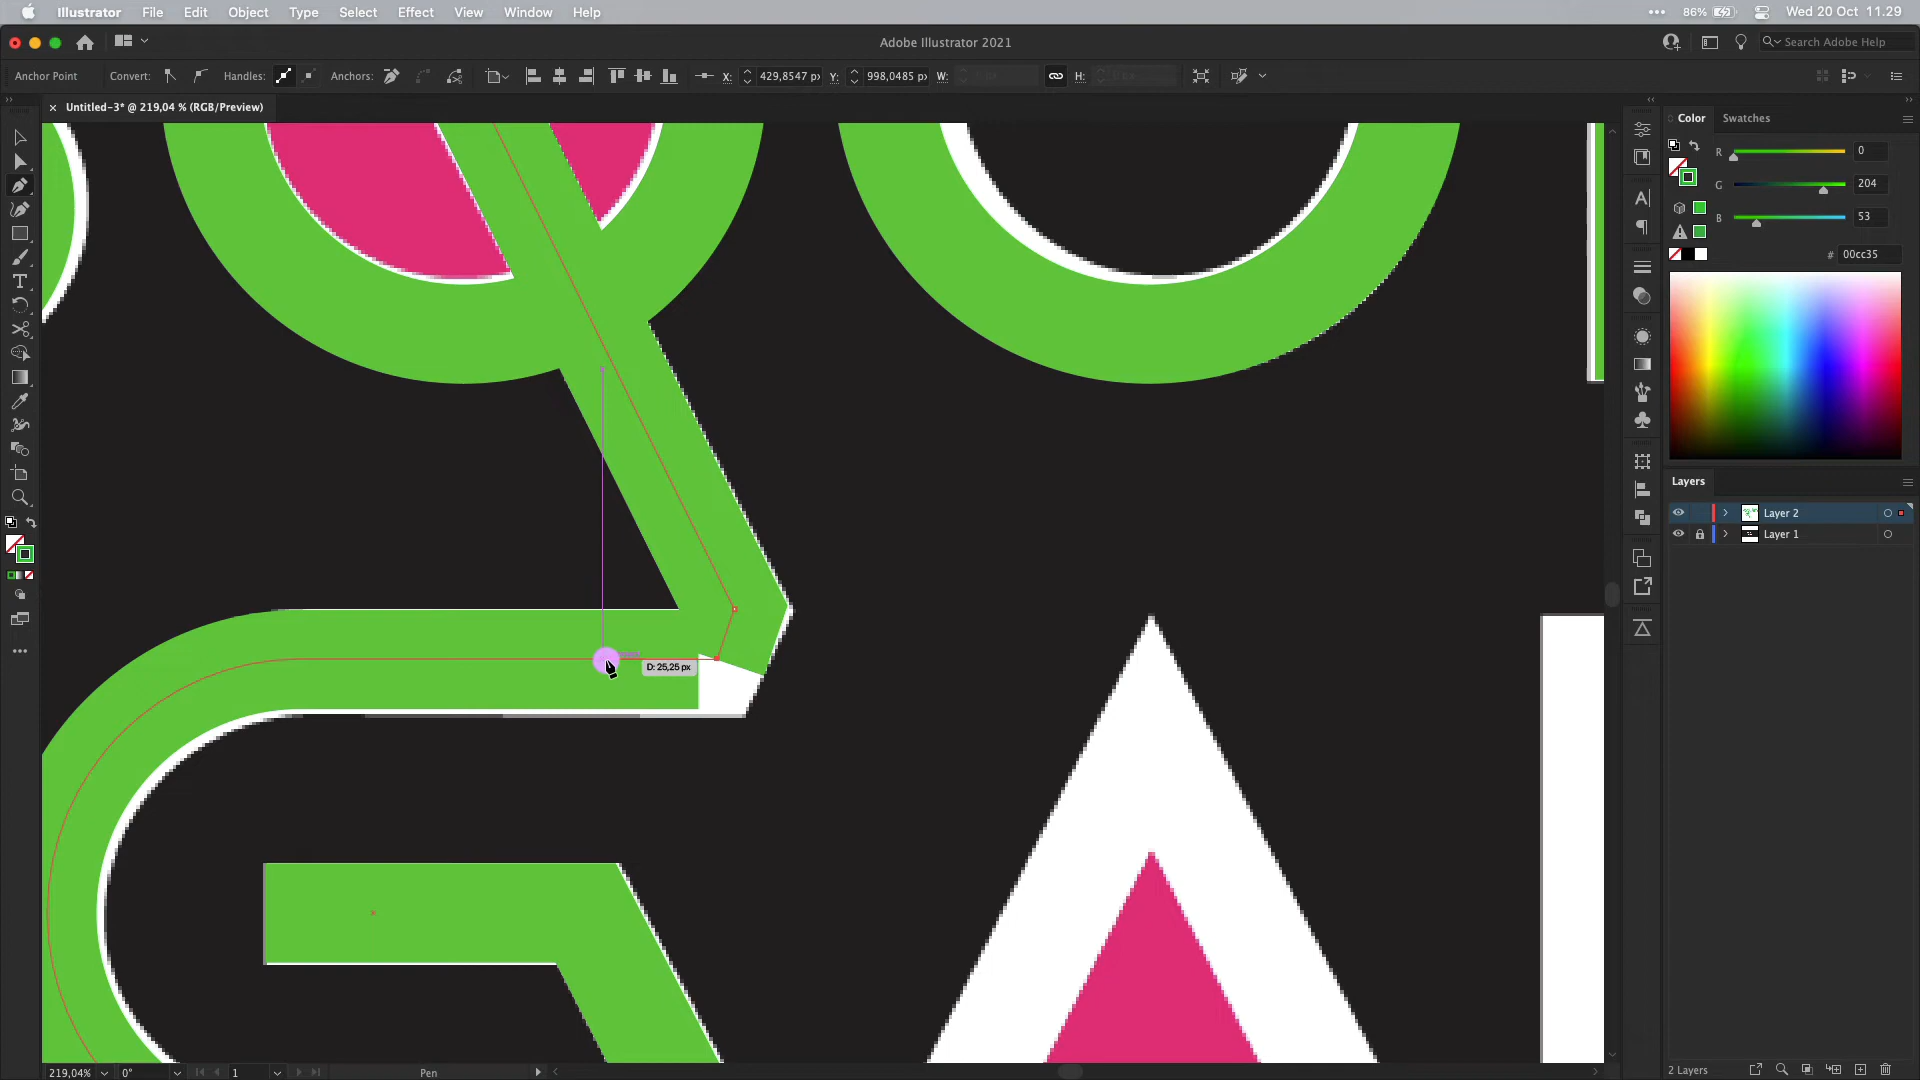 Illustrator File Edit Object Type Select Effect View Window Help
86% Wed 20 Oct 11.29
Adobe Illustrator 2021
Search Adobe Help
Anchor Point Convert: Handles: Anchors: X: 429,8547 px Y: 998,0485 px W: H:
Untitled-3* @ 219,04 % (RGB/Preview)
Color Swatches
R 0
G 204
B 53
# 00cc35
Layers
Layer 2
Layer 1
D: 25,25 px
219,04% 0° 1 Pen
2 Layers